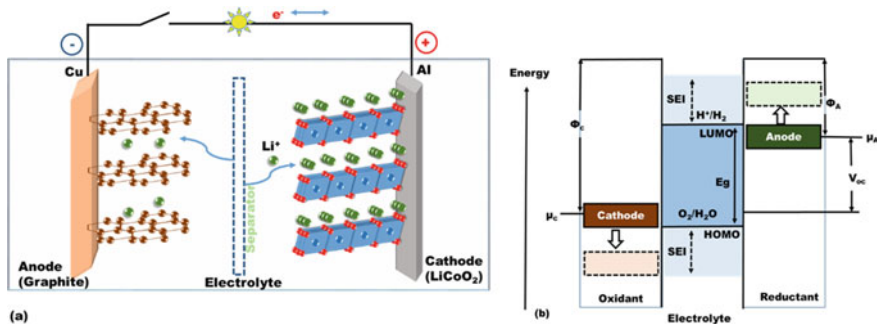 e-
-
+
Cu
Al
Li+
Separator
Anode
(Graphite)
Electrolyte
Cathode
(LiCoO2)
(a)
Energy
SEI
H+/H2
LUMO
Φc
ΦA
Anode
μA
Eg
Voc
μc
Cathode
O2/H2O
HOMO
SEI
Oxidant
Reductant
Electrolyte
(b)